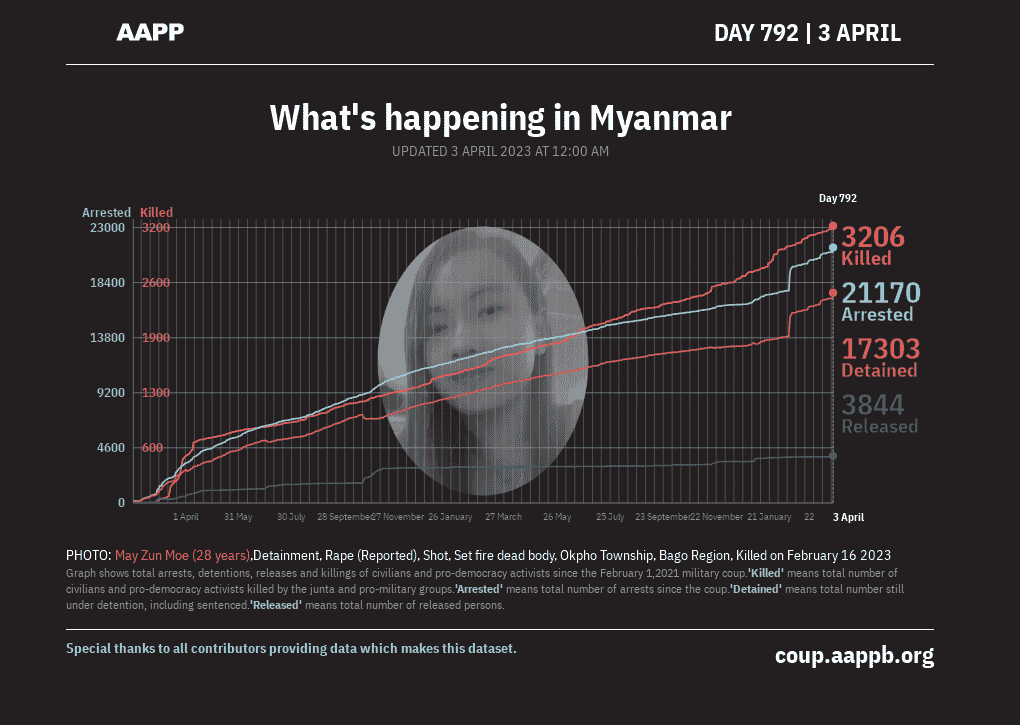 AAPP
DAY 792 | 3 APRIL
What's happening in Myanmar
UPDATED 3 APRIL 2023 AT 12:00 AM
Day 792
Arrested Killed
23000 3200
18400 2600
13800 1900
9200 1300
4600 600
0
3206
Killed
21170
Arrested
17303
Detained
3844
Released
1 April 31 May 30 July 28 September 27 November 26 January 27 March 26 May 25 July 23 September 22 November 21 January 22 3 April
PHOTO: May Zun Moe (28 years),Detainment, Rape (Reported), Shot, Set fire dead body, Okpho Township, Bago Region, Killed on February 16 2023
Graph shows total arrests, detentions, releases and killings of civilians and pro-democracy activists since the February 1,2021 military coup.'Killed' means total number of
civilians and pro-democracy activists killed by the junta and pro-military groups.'Arrested' means total number of arrests since the coup.'Detained' means total number still
under detention, including sentenced.'Released' means total number of released persons.
Special thanks to all contributors providing data which makes this dataset.
coup.aappb.org